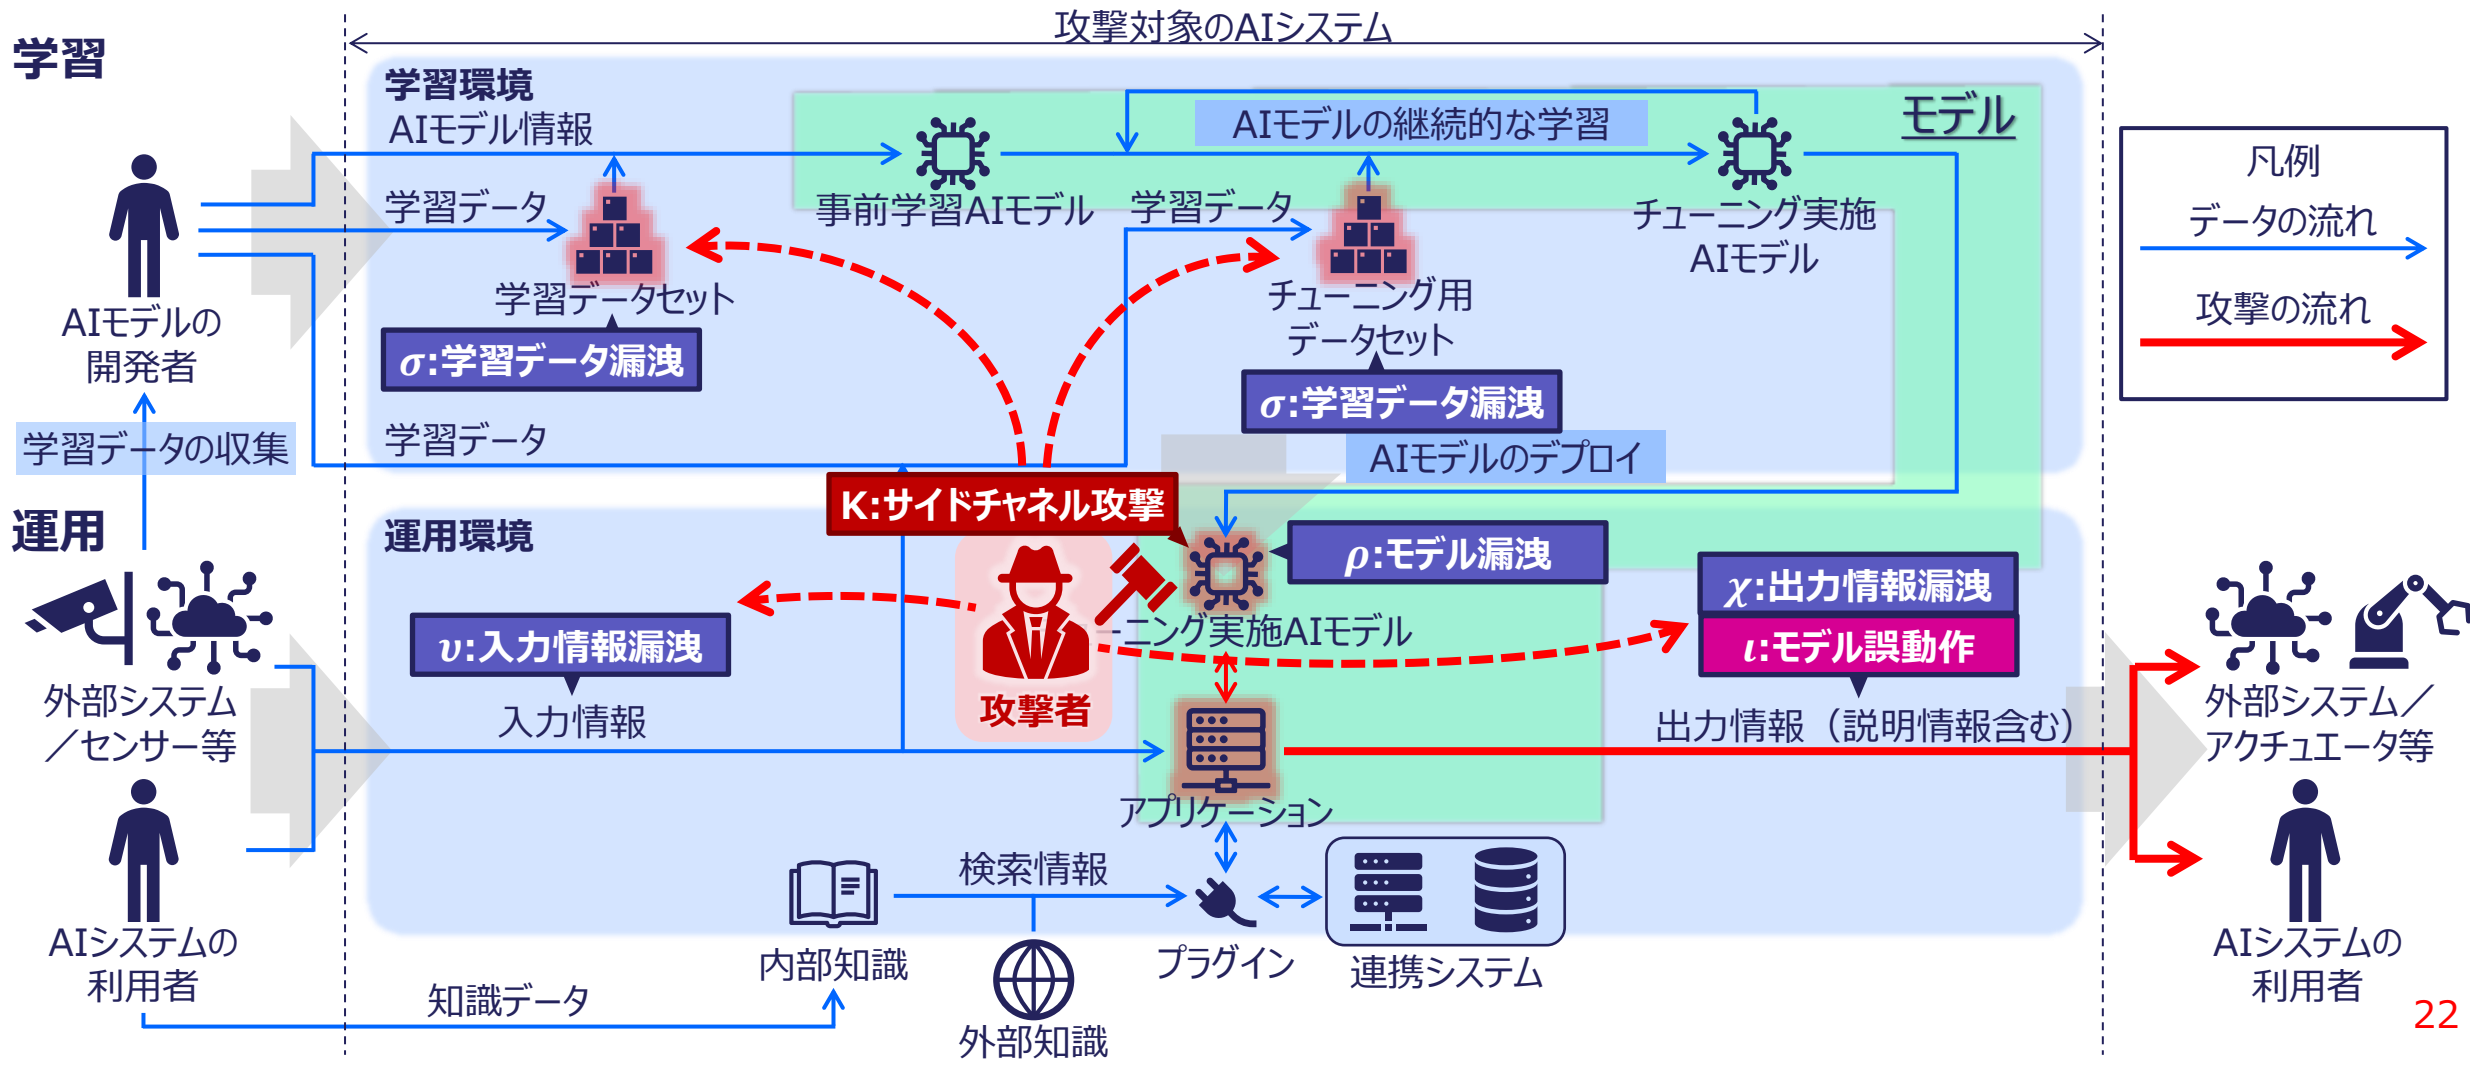 攻撃対象のAIシステム
学習
学習環境
AIモデル情報
AIモデルの継続的な学習
モデル
凡例
データの流れ
攻撃の流れ
学習データ
事前学習AIモデル
学習データ
チューニング実施
AIモデル
学習データセット
チューニング用
データセット
AIモデルの
開発者
σ:学習データ漏洩
σ:学習データ漏洩
学習データの収集
学習データ
AIモデルのデプロイ
K:サイドチャネル攻撃
運用
運用環境
ρ:モデル漏洩
χ:出力情報漏洩
ι:モデル誤動作
υ:入力情報漏洩
ーニング実施AIモデル
攻撃者
外部システム
／センサー等
入力情報
出力情報（説明情報含む）
外部システム／
アクチュエータ等
アプリケーション
検索情報
AIシステムの
利用者
内部知識
プラグイン
連携システム
AIシステムの
利用者
知識データ
外部知識
22